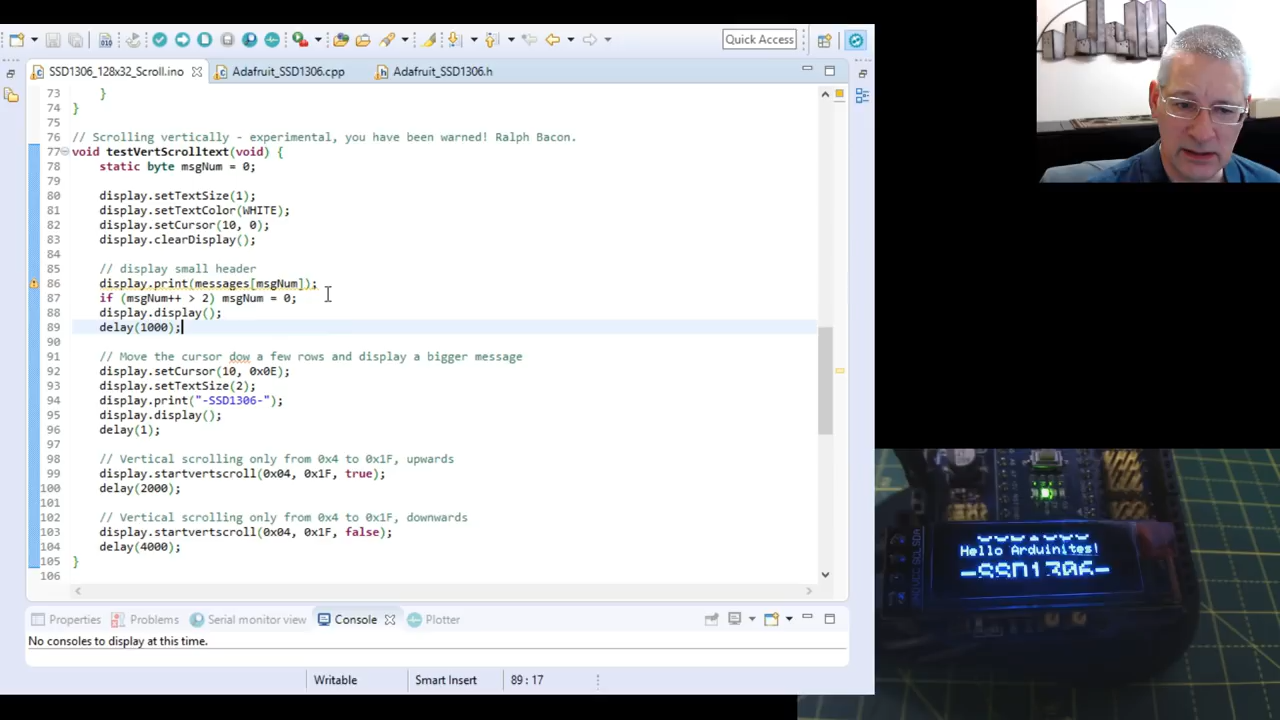 Quick Access
SSD1306_128x32_Scroll.ino
Adafruit_SSD1306.cpp
Adafruit_SSD1306.h
73 }
74 }
75
76 // Scrolling vertically - experimental, you have been warned! Ralph Bacon.
77 void testVertScrolltext(void) {
78 static byte msgNum = 0;
79
80 display.setTextSize(1);
81 display.setTextColor(WHITE);
82 display.setCursor(10, 0);
83 display.clearDisplay();
84
85 // display small header
86 display.print(messages[msgNum]);
87 if (msgNum++ > 2) msgNum = 0;
88 display.display();
89 delay(1000);
90
91 // Move the cursor dow a few rows and display a bigger message
92 display.setCursor(10, 0x0E);
93 display.setTextSize(2);
94 display.print("-SSD1306-");
95 display.display();
96 delay(1);
97
98 // Vertical scrolling only from 0x4 to 0x1F, upwards
99 display.startvertscroll(0x04, 0x1F, true);
100 delay(2000);
101
102 // Vertical scrolling only from 0x4 to 0x1F, downwards
103 display.startvertscroll(0x04, 0x1F, false);
104 delay(4000);
105 }
106
Properties
Problems
Serial monitor view
Console
Plotter
No consoles to display at this time.
Writable
Smart Insert
89 : 17
GND VCC SCL SDA
Hello Arduinites!
-SSD1306-